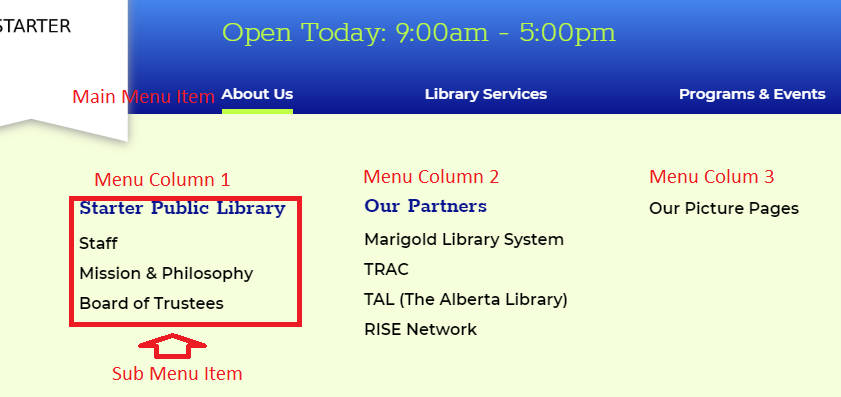 STARTER
Open Today: 9:00am - 5:00pm
Main Menu Item
About Us
Library Services
Programs & Events
Menu Column 1
Starter Public Library
Staff
Mission & Philosophy
Board of Trustees
Sub Menu Item
Menu Column 2
Our Partners
Marigold Library System
TRAC
TAL (The Alberta Library)
RISE Network
Menu Colum 3
Our Picture Pages